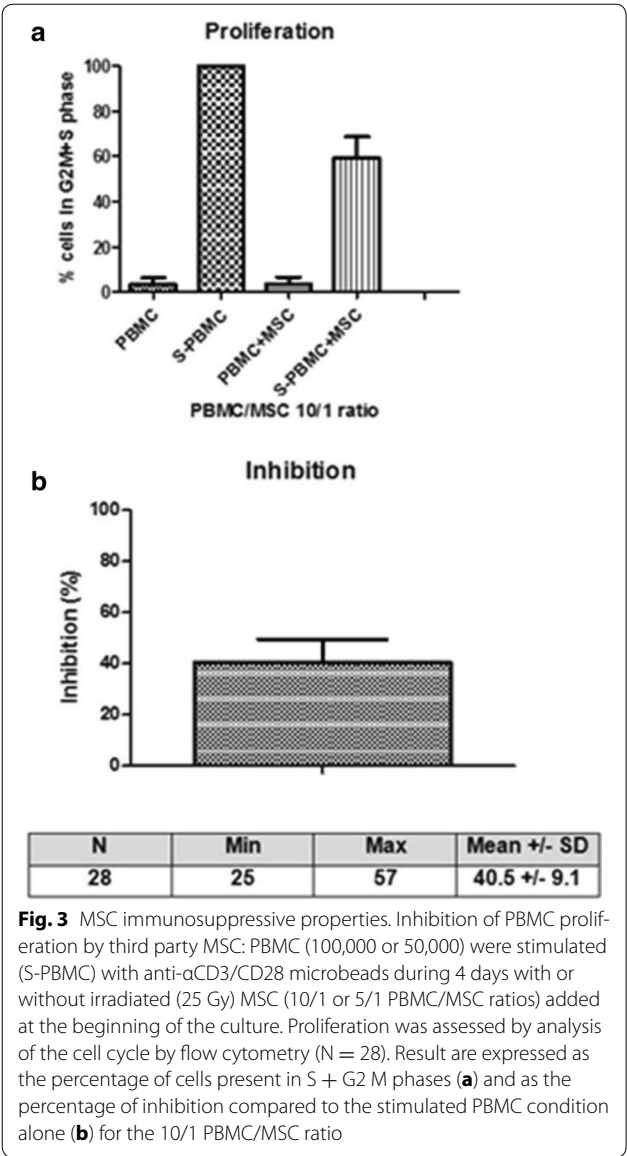 a
Proliferation
% cells in G2M+S phase
100
80
60
40
20
0
PBMC
S-PBMC
PBMC+MSC
S-PBMC+MSC
PBMC/MSC 10/1 ratio
b
Inhibition
Inhibition (%)
100
80
60
40
20
0
N Min Max Mean +/- SD
28 25 57 40.5 +/- 9.1
Fig. 3 MSC immunosuppressive properties. Inhibition of PBMC prolif-
eration by third party MSC: PBMC (100,000 or 50,000) were stimulated
(S-PBMC) with anti-αCD3/CD28 microbeads during 4 days with or
without irradiated (25 Gy) MSC (10/1 or 5/1 PBMC/MSC ratios) added
at the beginning of the culture. Proliferation was assessed by analysis
of the cell cycle by flow cytometry (N = 28). Result are expressed as
the percentage of cells present in S + G2 M phases (a) and as the
percentage of inhibition compared to the stimulated PBMC condition
alone (b) for the 10/1 PBMC/MSC ratio